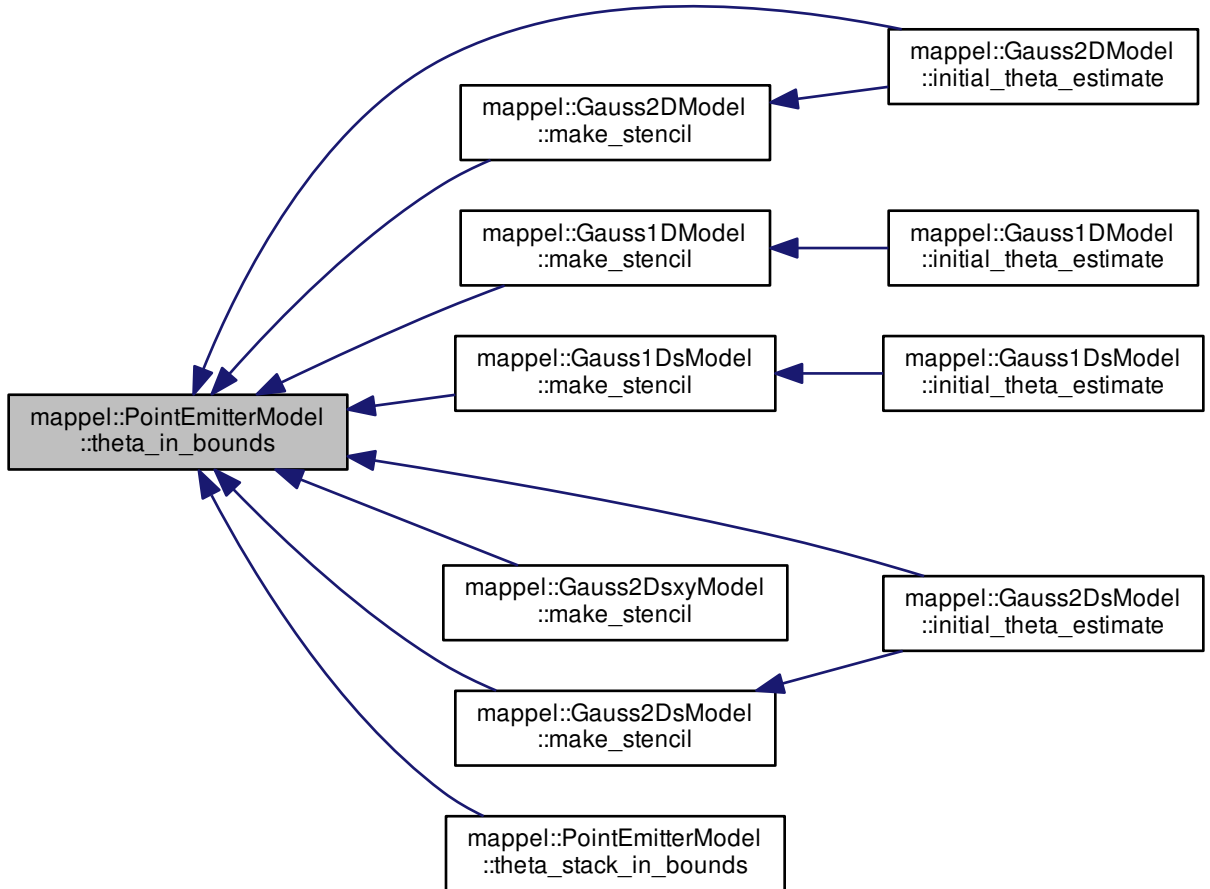 mappel::Gauss2DModel
::initial_theta_estimate
mappel::Gauss2DModel
::make_stencil
mappel::Gauss1DModel
::make_stencil
mappel::Gauss1DModel
::initial_theta_estimate
mappel::Gauss1DsModel
::make_stencil
mappel::Gauss1DsModel
::initial_theta_estimate
mappel::PointEmitterModel
::theta_in_bounds
mappel::Gauss2DsxyModel
::make_stencil
mappel::Gauss2DsModel
::initial_theta_estimate
mappel::Gauss2DsModel
::make_stencil
mappel::PointEmitterModel
::theta_stack_in_bounds